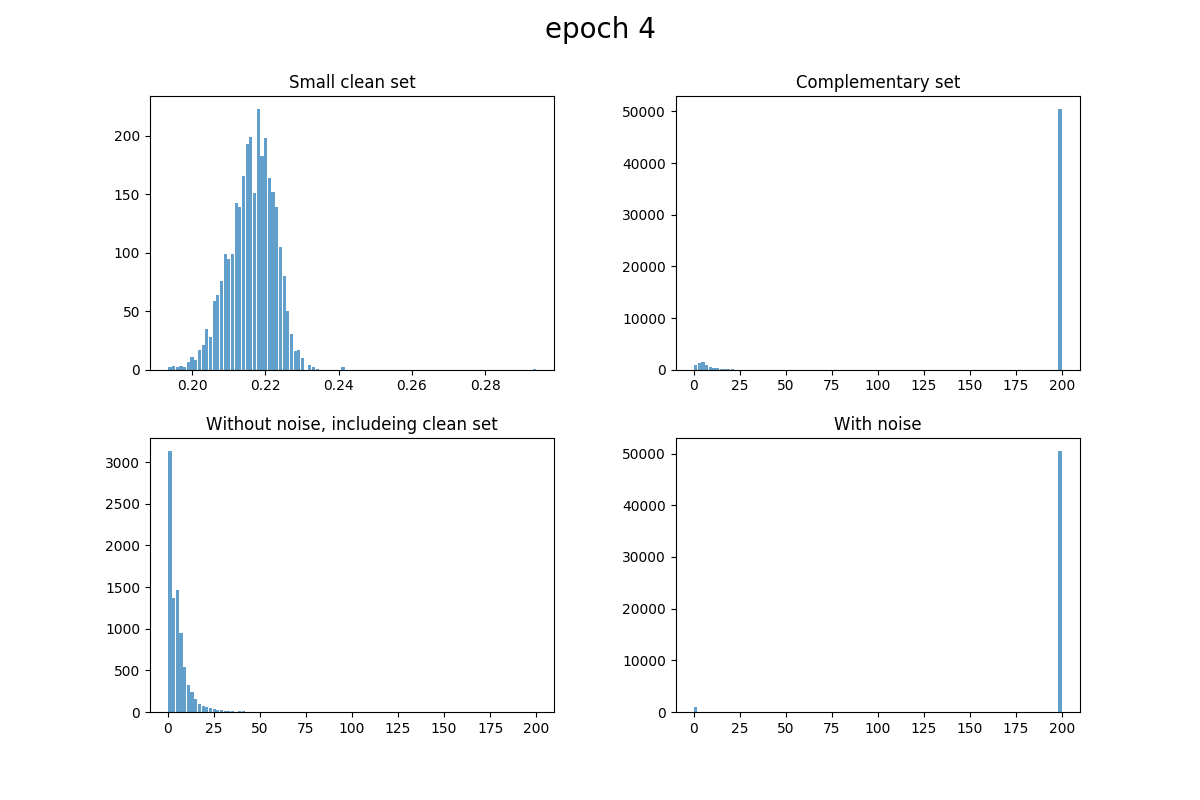 epoch 4
Small clean set
200
150
100
50
0
0.20 0.22 0.24 0.26 0.28
Complementary set
50000
40000
30000
20000
10000
0
0 25 50 75 100 125 150 175 200
Without noise, includeing clean set
3000
2500
2000
1500
1000
500
0
0 25 50 75 100 125 150 175 200
With noise
50000
40000
30000
20000
10000
0
0 25 50 75 100 125 150 175 200